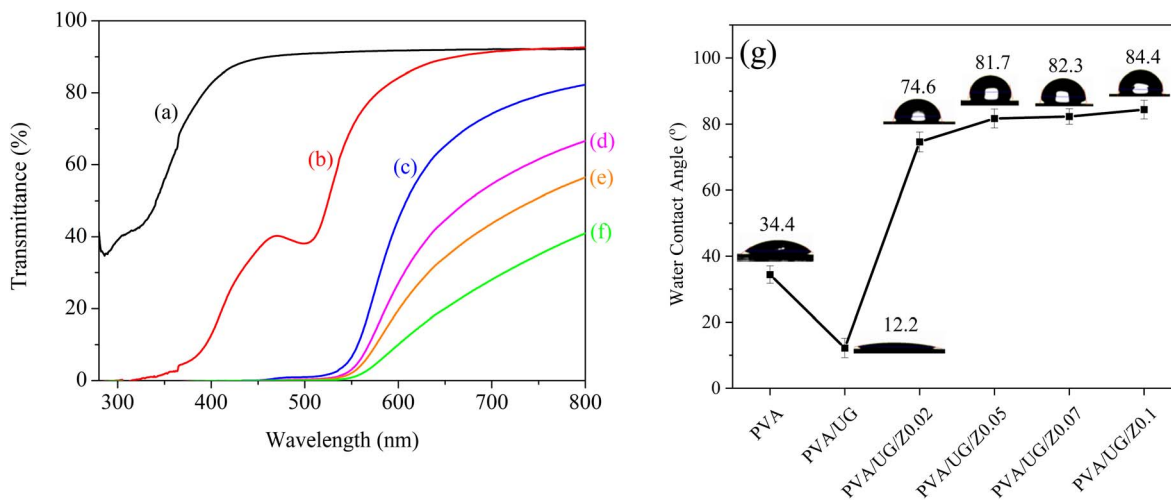 100
80
60
40
20
0
Transmittance (%)
300
400
500
600
700
800
Wavelength (nm)
(a)
(b)
(c)
(d)
(e)
(f)
(g)
100
80
60
40
20
0
Water Contact Angle (°)
34.4
12.2
74.6
81.7
82.3
84.4
PVA
PVA/UG
PVA/UG/Z0.02
PVA/UG/Z0.05
PVA/UG/Z0.07
PVA/UG/Z0.1